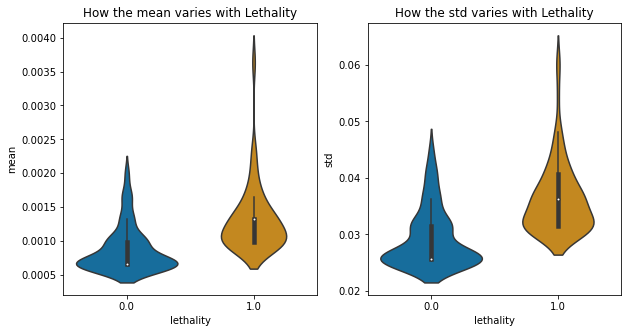 How the mean varies with Lethality
0.0040
0.0035
0.0030
0.0025
0.0020
0.0015
0.0010
0.0005
mean
0.0
1.0
lethality
How the std varies with Lethality
0.06
0.05
0.04
0.03
0.02
std
0.0
1.0
lethality